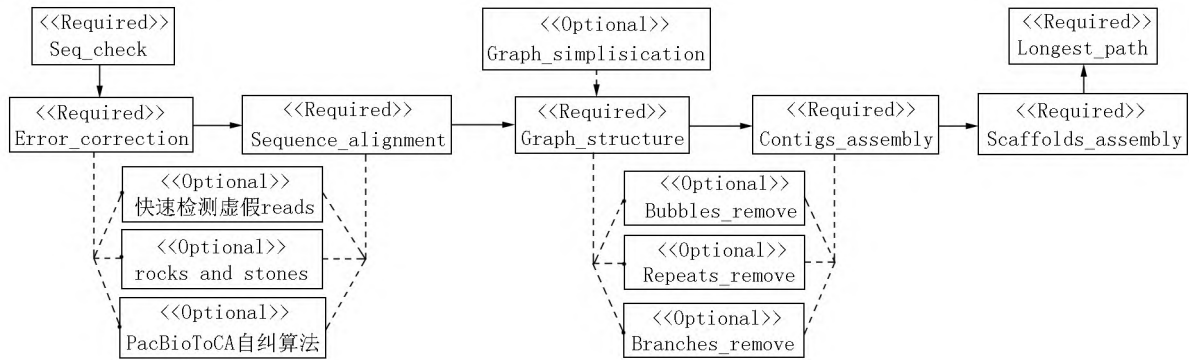 <<Required>>
Seq_check
<<Optional>>
Graph_simplisication
<<Required>>
Longest_path
<<Required>>
Error_correction
<<Required>>
Sequence_alignment
<<Required>>
Graph_structure
<<Required>>
Contigs_assembly
<<Required>>
Scaffolds_assembly
<<Optional>>
快速检测虚假reads
<<Optional>>
rocks and stones
<<Optional>>
PacBioToCA自纠算法
<<Optional>>
Bubbles_remove
<<Optional>>
Repeats_remove
<<Optional>>
Branches_remove